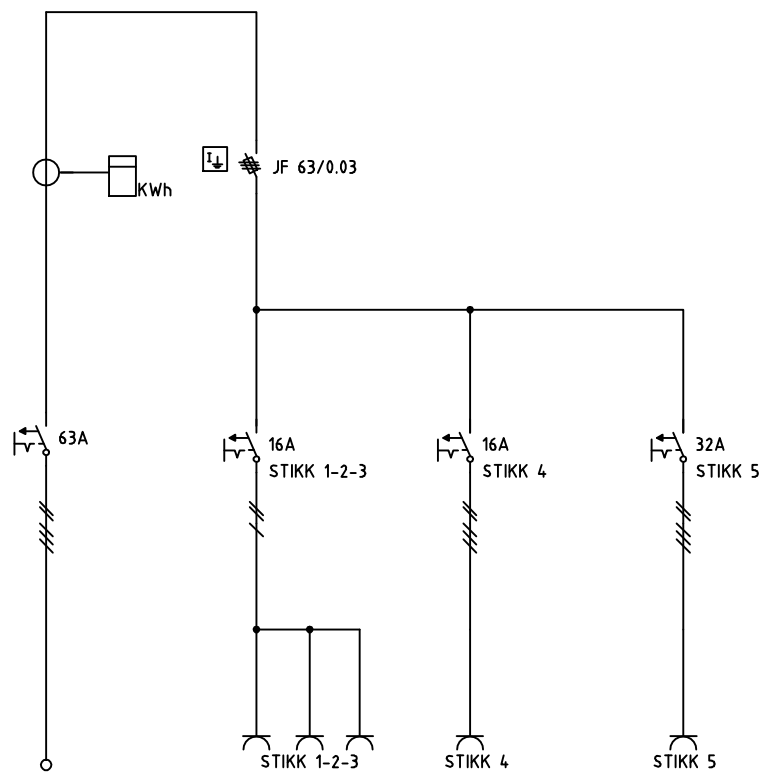 I
JF 63/0.03
KWh
63A
16A
STIKK 1-2-3
16A
STIKK 4
32A
STIKK 5
STIKK 1-2-3
STIKK 4
STIKK 5